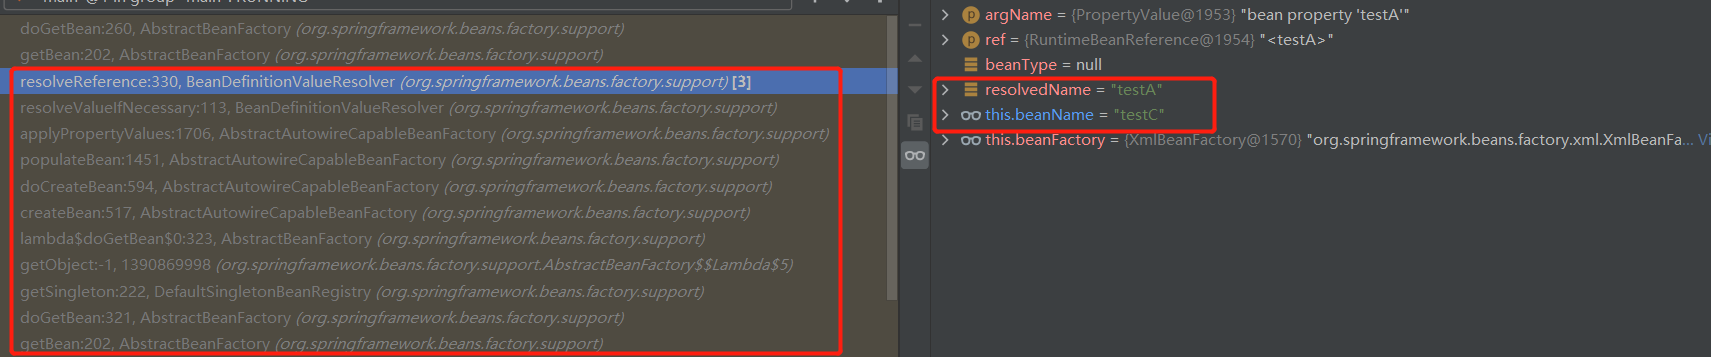 doGetBean:260, AbstractBeanFactory (org.springframework.beans.factory.support)
getBean:202, AbstractBeanFactory (org.springframework.beans.factory.support)
resolveReference:330, BeanDefinitionValueResolver (org.springframework.beans.factory.support) [3]
resolveValueIfNecessary:113, BeanDefinitionValueResolver (org.springframework.beans.factory.support)
applyPropertyValues:1706, AbstractAutowireCapableBeanFactory (org.springframework.beans.factory.support)
populateBean:1451, AbstractAutowireCapableBeanFactory (org.springframework.beans.factory.support)
doCreateBean:594, AbstractAutowireCapableBeanFactory (org.springframework.beans.factory.support)
createBean:517, AbstractAutowireCapableBeanFactory (org.springframework.beans.factory.support)
lambda$doGetBean$0:323, AbstractBeanFactory (org.springframework.beans.factory.support)
getObject:-1, 1390869998 (org.springframework.beans.factory.support.AbstractBeanFactory$$Lambda$5)
getSingleton:222, DefaultSingletonBeanRegistry (org.springframework.beans.factory.support)
doGetBean:321, AbstractBeanFactory (org.springframework.beans.factory.support)
getBean:202, AbstractBeanFactory (org.springframework.beans.factory.support)
argName = {PropertyValue@1953} "bean property 'testA'"
ref = {RuntimeBeanReference@1954} "<testA>"
beanType = null
resolvedName = "testA"
this.beanName = "testC"
this.beanFactory = {XmlBeanFactory@1570} "org.springframework.beans.factory.xml.XmlBeanFa... Vi